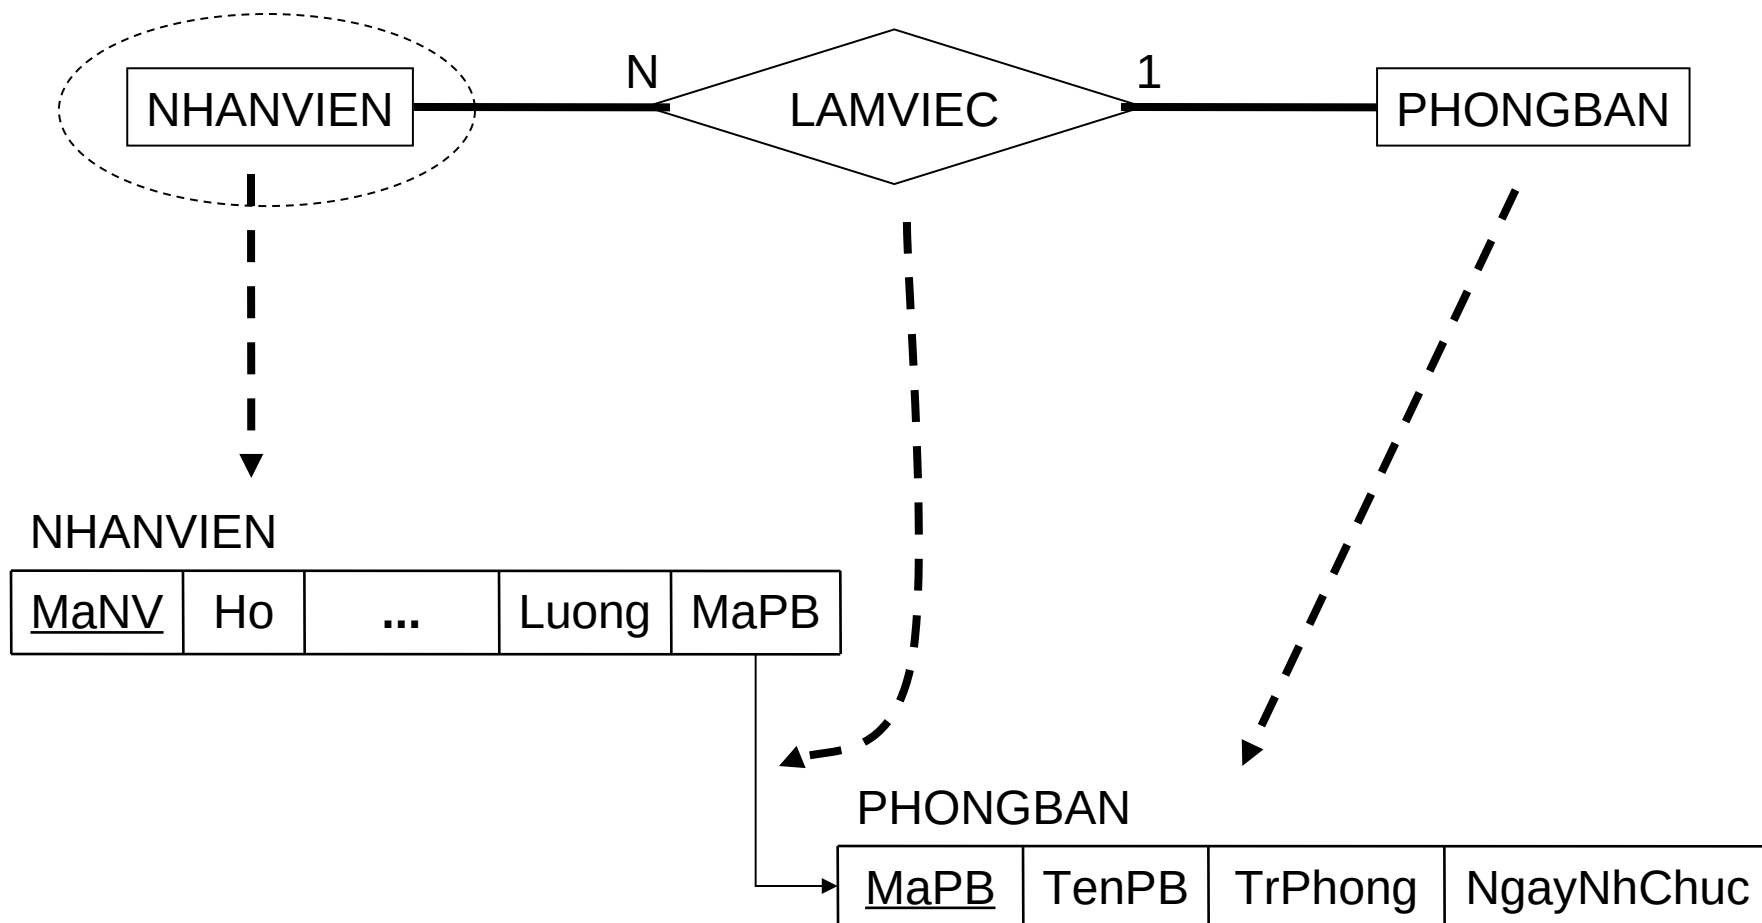 NHANVIEN N LAMVIEC 1 PHONGBAN
NHANVIEN
MaNV Ho ... Luong MaPB
PHONGBAN
MaPB TenPB TrPhong NgayNhChuc